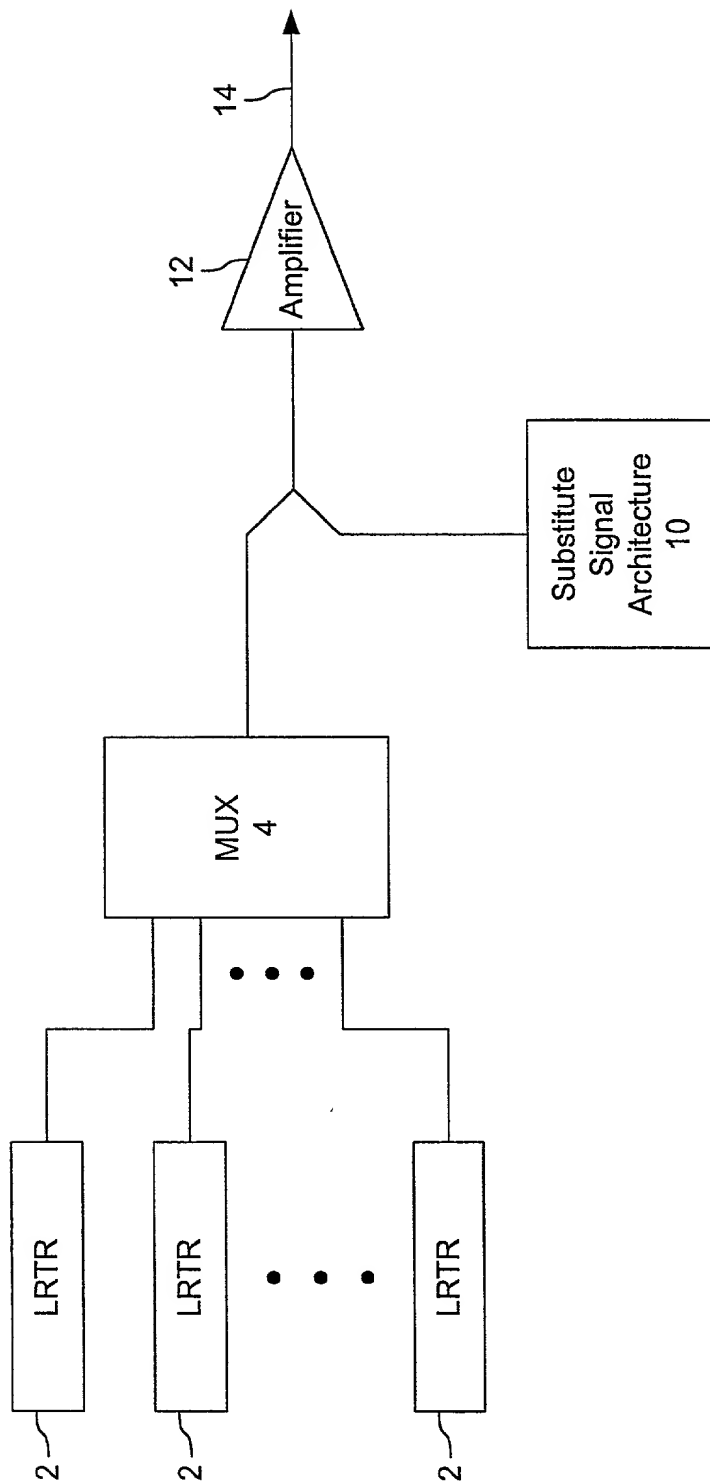 2
LRTR
2
LRTR
2
LRTR
MUX
4
Substitute
Signal
Architecture
10
12
Amplifier
14